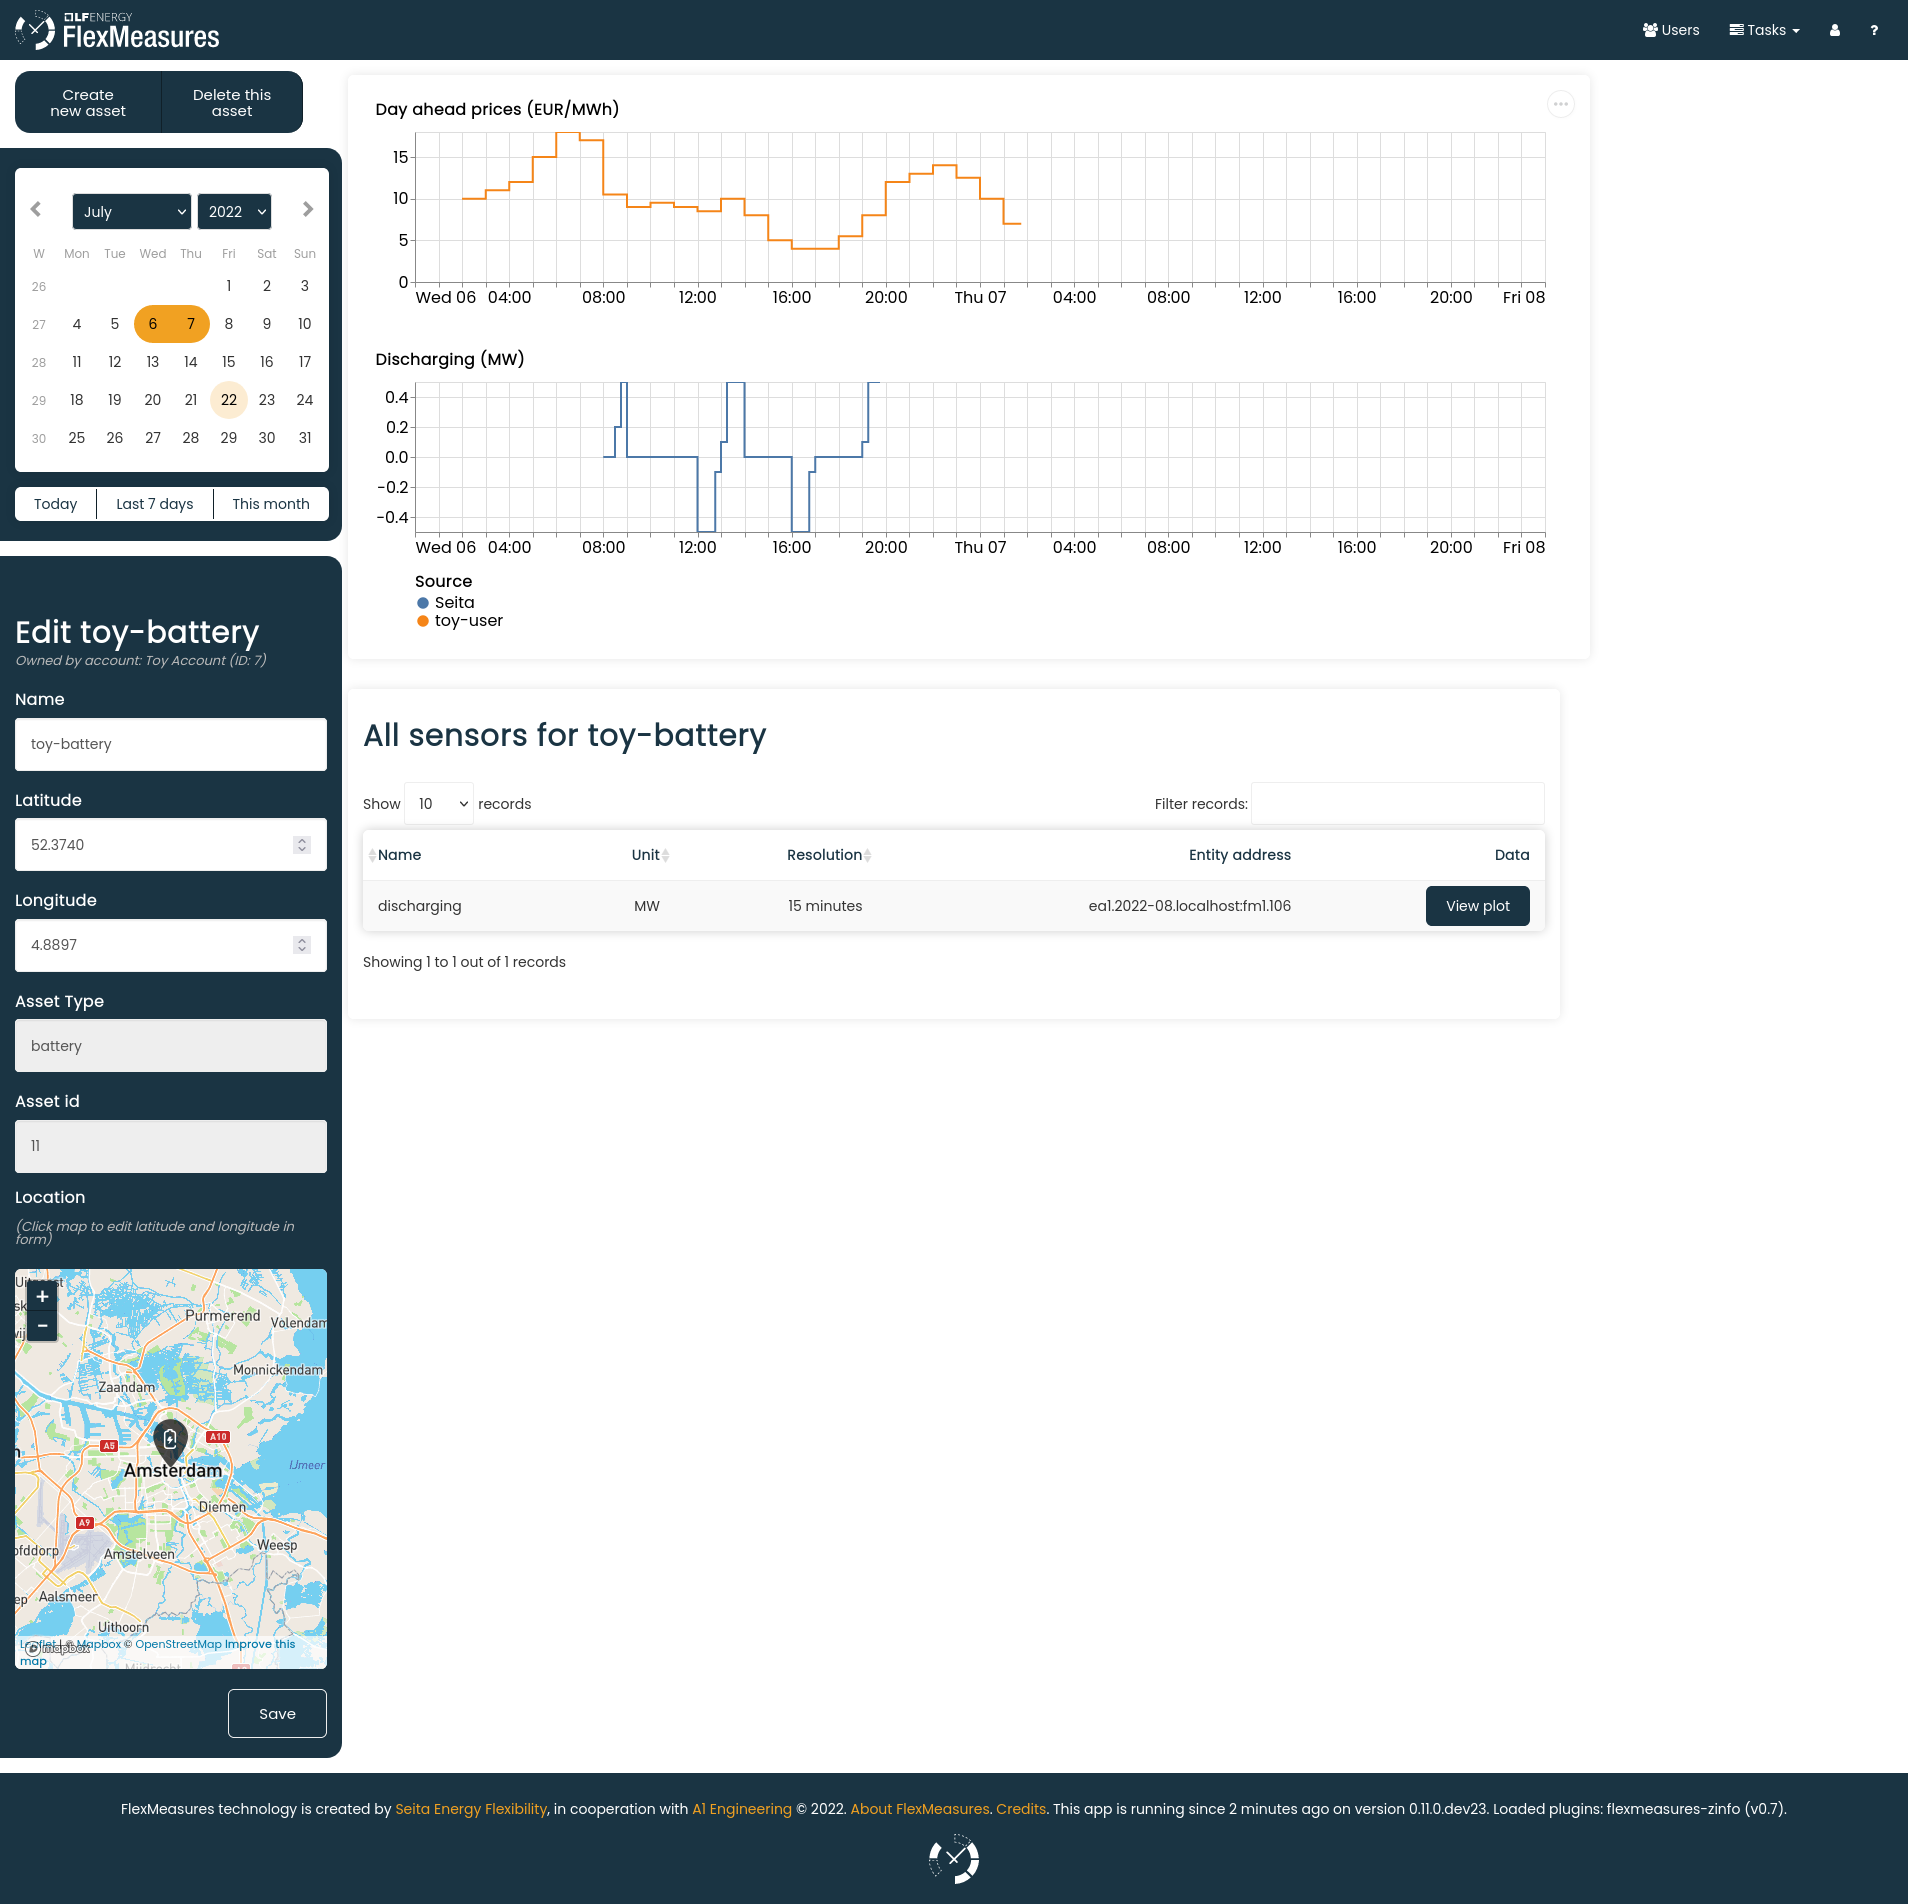 LFENERGY
FlexMeasures
Users
Tasks
?
Create
new asset
Delete this
asset
July
2022
W Mon Tue Wed Thu Fri Sat Sun
26 1 2 3
27 4 5 6 7 8 9 10
28 11 12 13 14 15 16 17
29 18 19 20 21 22 23 24
30 25 26 27 28 29 30 31
Today
Last 7 days
This month
Edit toy-battery
Owned by account: Toy Account (ID: 7)
Name
toy-battery
Latitude
52.3740
Longitude
4.8897
Asset Type
battery
Asset id
11
Location
(Click map to edit latitude and longitude in
form)
+
−
Purmerend
Volendam
Monnickendam
Zaandam
A5
A10
Amsterdam
IJmeer
Diemen
A9
Weesp
Amstelveen
Aalsmeer
Uithoorn
Leaflet | © Mapbox © OpenStreetMap Improve this
map
mapbox
Save
Day ahead prices (EUR/MWh)
15
10
5
0
Wed 06 04:00 08:00 12:00 16:00 20:00 Thu 07 04:00 08:00 12:00 16:00 20:00 Fri 08
Discharging (MW)
0.4
0.2
0.0
−0.2
−0.4
Wed 06 04:00 08:00 12:00 16:00 20:00 Thu 07 04:00 08:00 12:00 16:00 20:00 Fri 08
Source
Seita
toy-user
All sensors for toy-battery
Show 10 records
Filter records:
Name Unit Resolution Entity address Data
discharging MW 15 minutes ea1.2022-08.localhost:fm1.106 View plot
Showing 1 to 1 out of 1 records
FlexMeasures technology is created by Seita Energy Flexibility, in cooperation with A1 Engineering © 2022. About FlexMeasures. Credits. This app is running since 2 minutes ago on version 0.11.0.dev23. Loaded plugins: flexmeasures-zinfo (v0.7).